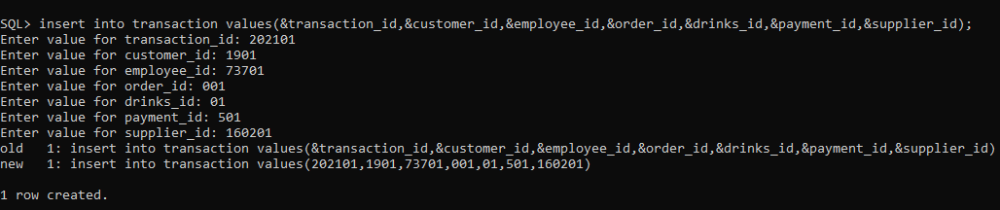 SQL> insert into transaction values(&transaction_id,&customer_id,&employee_id,&order_id,&drinks_id,&payment_id,&supplier_id);
Enter value for transaction_id: 202101
Enter value for customer_id: 1901
Enter value for employee_id: 73701
Enter value for order_id: 001
Enter value for drinks_id: 01
Enter value for payment_id: 501
Enter value for supplier_id: 160201
old   1: insert into transaction values(&transaction_id,&customer_id,&employee_id,&order_id,&drinks_id,&payment_id,&supplier_id)
new   1: insert into transaction values(202101,1901,73701,001,01,501,160201)
1 row created.